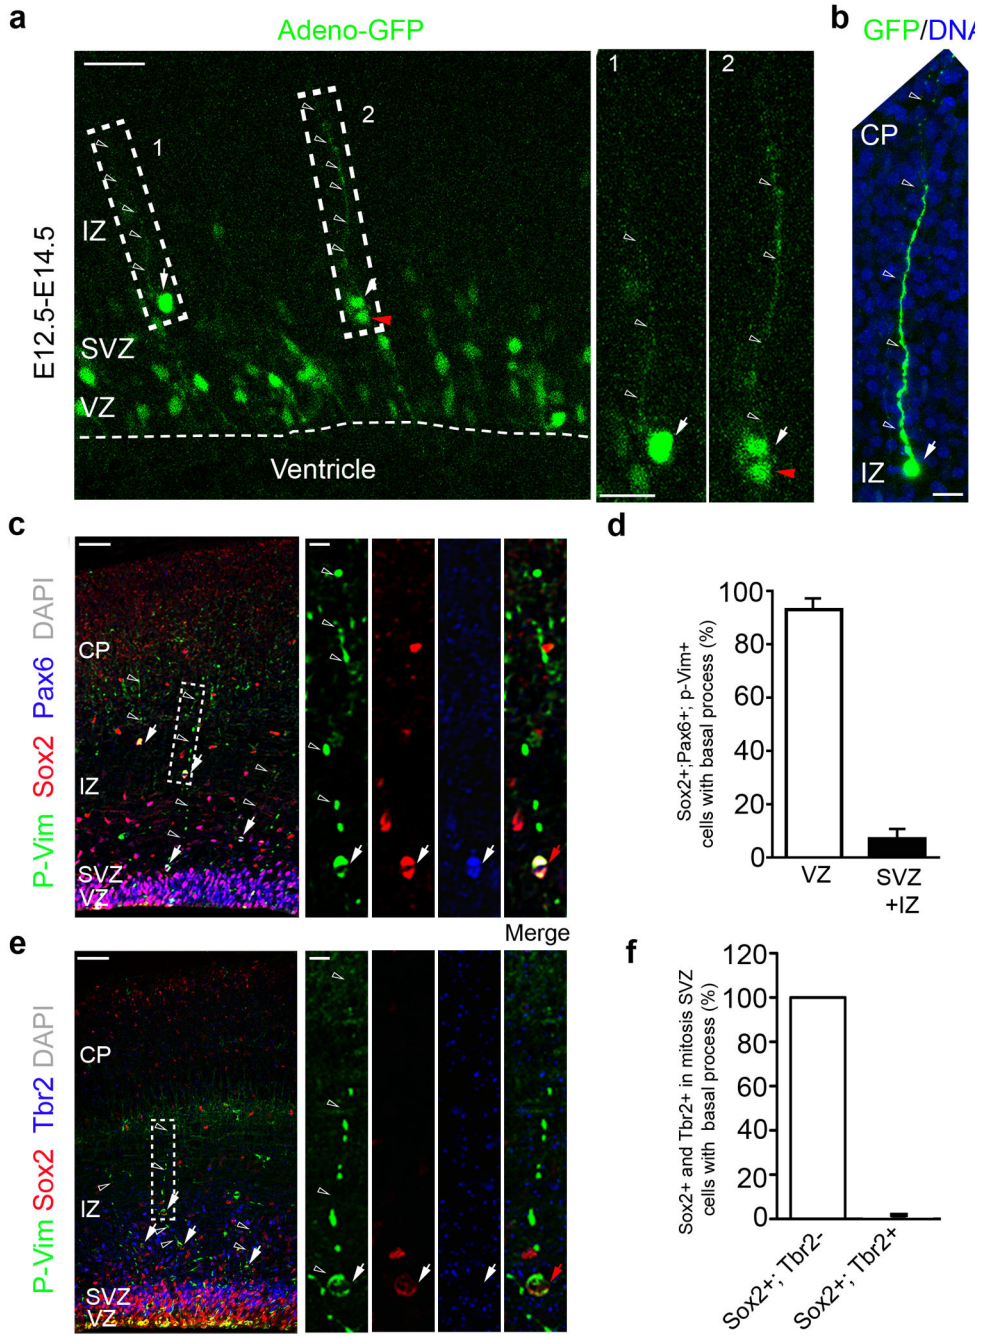 a
Adeno-GFP
E12.5-E14.5
1
2
IZ
SVZ
VZ
Ventricle
1
2
b
GFP/DNA
CP
IZ
c
P-Vim Sox2 Pax6 DAPI
CP
IZ
SVZ
VZ
Merge
d
Sox2+;Pax6+; p-Vim+
cells with basal process (%)
100
80
60
40
20
0
VZ
SVZ
+IZ
e
P-Vim Sox2 Tbr2 DAPI
CP
IZ
SVZ
VZ
f
Sox2+ and Tbr2+ in mitosis SVZ
cells with basal process (%)
120
100
80
60
40
20
0
Sox2+; Tbr2-
Sox2+; Tbr2+